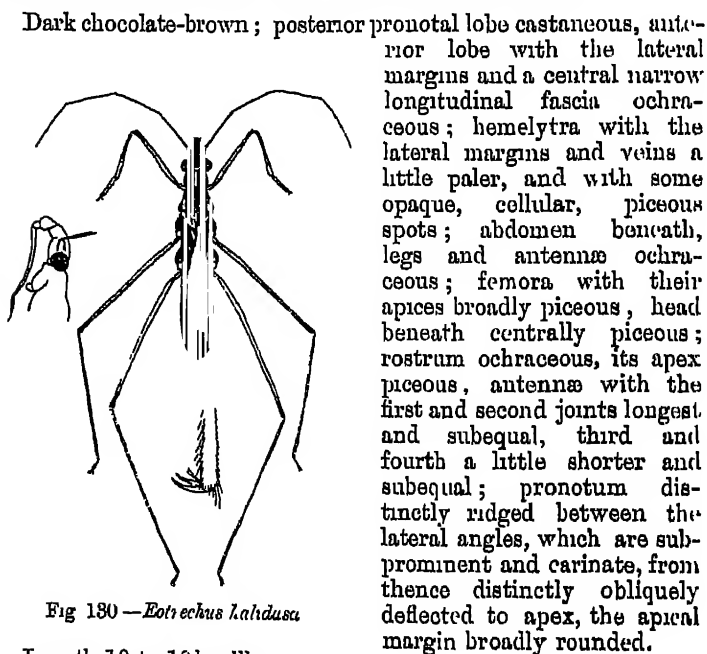 Dark chocolate-brown; posterior pronotal lobe castaneous, ante-
rior lobe with the lateral
margins and a central narrow
longitudinal fascia ochra-
ceous; hemelytra with the
lateral margins and veins a
little paler, and with some
opaque, cellular, piceous
spots; abdomen beneath,
legs and antennæ ochra-
ceous; femora with their
apices broadly piceous, head
beneath centrally piceous;
rostrum ochraceous, its apex
piceous, antennæ with the
first and second joints longest
and subequal, third and
fourth a little shorter and
subequal; pronotum dis-
tinctly ridged between the
lateral angles, which are sub-
prominent and carinate, from
thence distinctly obliquely
deflected to apex, the apical
margin broadly rounded.
Fig 130—Eotrechus kalidasa